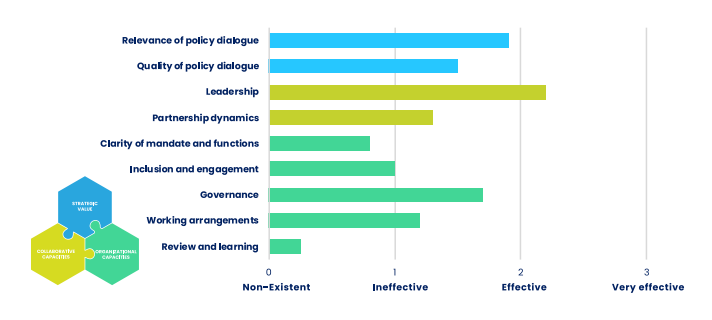 Relevance of policy dialogue
Quality of policy dialogue
Leadership
Partnership dynamics
Clarity of mandate and functions
Inclusion and engagement
Governance
Working arrangements
Review and learning
STRATEGIC
VALUE
COLLABORATIVE
CAPACITIES
ORGANIZATIONAL
CAPACITIES
0
1
2
3
Non-Existent
Ineffective
Effective
Very effective